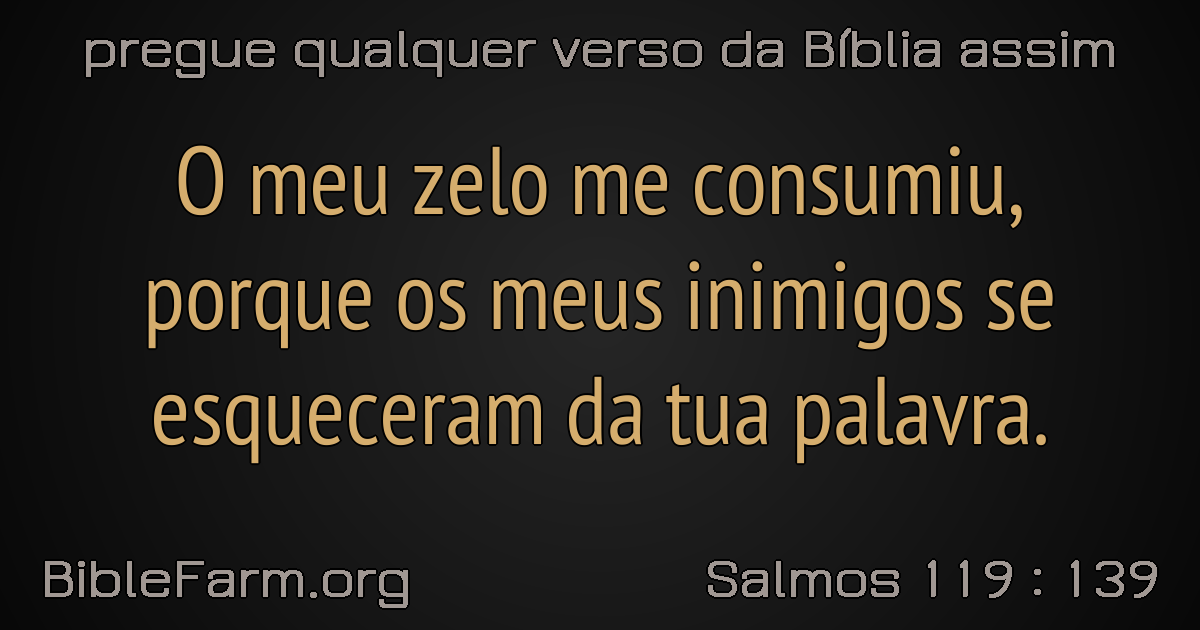 pregue qualquer verso da Bíblia assim
O meu zelo me consumiu,
porque os meus inimigos se
esqueceram da tua palavra.
BibleFarm.org
Salmos 119 : 139